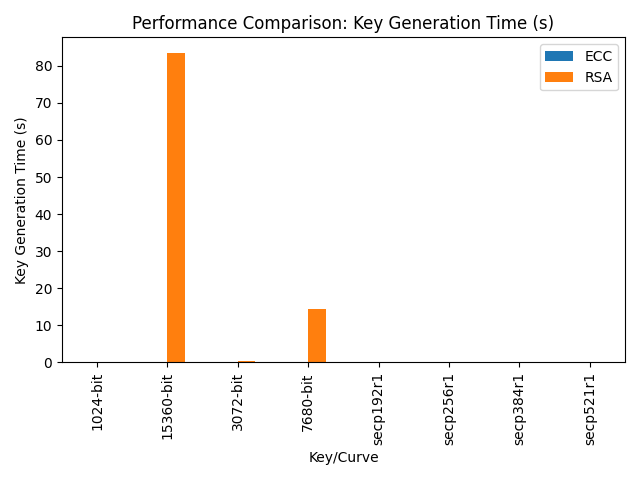 Performance Comparison: Key Generation Time (s)
ECC
RSA
Key Generation Time (s)
80
70
60
50
40
30
20
10
0
1024-bit
15360-bit
3072-bit
7680-bit
secp192r1
secp256r1
secp384r1
secp521r1
Key/Curve